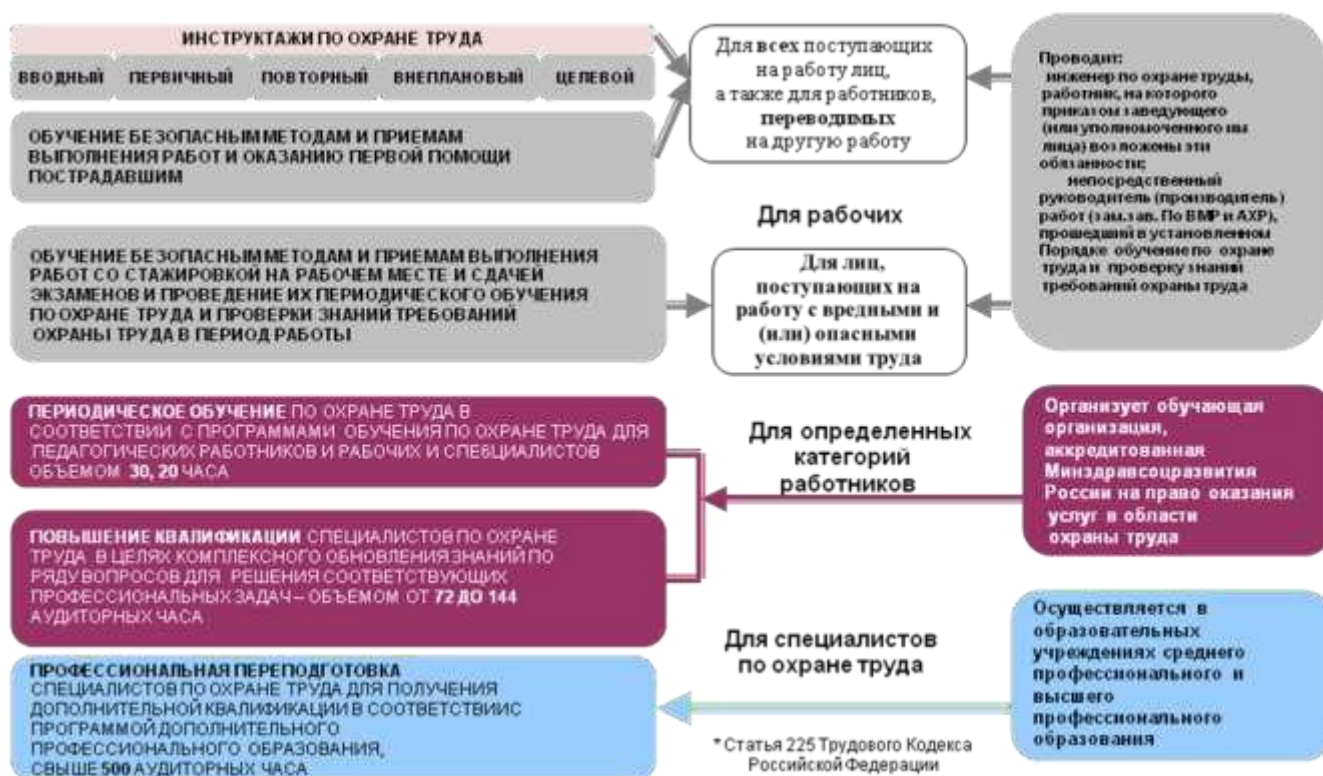 ИНСТРУКТАЖИ ПО ОХРАНЕ ТРУДА
ВВОДНЫЙ ПЕРВИЧНЫЙ ПОВТОРНЫЙ ВНЕПЛАНОВЫЙ ЦЕЛЕВОЙ
ОБУЧЕНИЕ БЕЗОПАСНЫМ МЕТОДАМ И ПРИЕМАМ
ВЫПОЛНЕНИЯ РАБОТ И ОКАЗАНИЮ ПЕРВОЙ ПОМОЩИ
ПОСТРАДАВШИМ
Для всех поступающих
на работу лиц,
а также для работников,
переводимых
на другую работу
Проводит:
инженер по охране труды,
работник, на которого
приказом заведующего
(или уполномоченного им
лица) возложены эти
обязанности;
непосредственный
руководитель (производитель)
работ (зам.зав. По ВМР и АХР),
прошедший в установленном
Порядке обучение по охране
труда и проверку знаний
требований охраны труда
Для рабочих
ОБУЧЕНИЕ БЕЗОПАСНЫМ МЕТОДАМ И ПРИЕМАМ ВЫПОЛНЕНИЯ
РАБОТ СО СТАЖИРОВКОЙ НА РАБОЧЕМ МЕСТЕ И СДАЧЕЙ
ЭКЗАМЕНОВ И ПРОВЕДЕНИЕ ИХ ПЕРИОДИЧЕСКОГО ОБУЧЕНИЯ
ПО ОХРАНЕ ТРУДА И ПРОВЕРКИ ЗНАНИЙ ТРЕБОВАНИЙ
ОХРАНЫ ТРУДА В ПЕРИОД РАБОТЫ
Для лиц,
поступающих на
работу с вредными и
(или) опасными
условиями труда
ПЕРИОДИЧЕСКОЕ ОБУЧЕНИЕ ПО ОХРАНЕ ТРУДА В
СООТВЕТСТВИИ С ПРОГРАММАМИ ОБУЧЕНИЯ ПО ОХРАНЕ ТРУДА ДЛЯ
ПЕДАГОГИЧЕСКИХ РАБОТНИКОВ И РАБОЧИХ И СПЕЦИАЛИСТОВ
ОБЪЕМОМ 30, 20 ЧАСА
Для определенных
категорий
работников
Организует обучающая
организация,
аккредитованная
Минздравсоцразвития
России на право оказания
услуг в области
охраны труда
ПОВЫШЕНИЕ КВАЛИФИКАЦИИ СПЕЦИАЛИСТОВ ПО ОХРАНЕ
ТРУДА В ЦЕЛЯХ КОМПЛЕКСНОГО ОБНОВЛЕНИЯ ЗНАНИЙ ПО
РЯДУ ВОПРОСОВ ДЛЯ РЕШЕНИЯ СООТВЕТСТВУЮЩИХ
ПРОФЕССИОНАЛЬНЫХ ЗАДАЧ – ОБЪЕМОМ ОТ 72 ДО 144
АУДИТОРНЫХ ЧАСА
Для специалистов
по охране труда
Осуществляется в
образовательных
учреждениях среднего
профессионального и
высшего
профессионального
образования
ПРОФЕССИОНАЛЬНАЯ ПЕРЕПОДГОТОВКА
СПЕЦИАЛИСТОВ ПО ОХРАНЕ ТРУДА ДЛЯ ПОЛУЧЕНИЯ
ДОПОЛНИТЕЛЬНОЙ КВАЛИФИКАЦИИ В СООТВЕТСТВИИС
ПРОГРАММОЙ ДОПОЛНИТЕЛЬНОГО
ПРОФЕССИОНАЛЬНОГО ОБРАЗОВАНИЯ,
СВЫШЕ 500 АУДИТОРНЫХ ЧАСА
* Статья 225 Трудового Кодекса
Российской Федерации